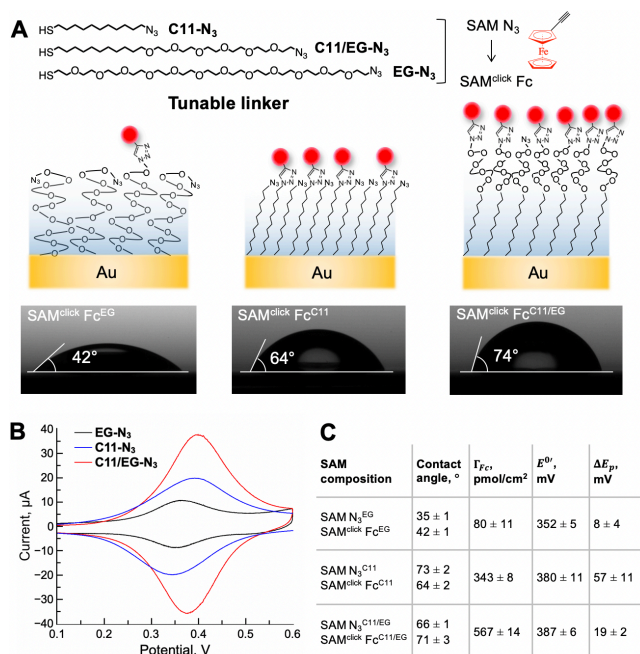 A
HS N₃ C11-N₃
HS O O O O O O N₃ C11/EG-N₃
HS O O O O O O O O O O N₃ EG-N₃
Tunable linker
SAM N₃
Fe
SAMclick Fc
Au
Au
Au
SAMclick FcEG
42°
SAMclick FcC11
64°
SAMclick FcC11/EG
74°
B
EG-N₃
C11-N₃
C11/EG-N₃
Current, µA
40
30
20
10
0
−10
−20
−30
−40
0.1 0.2 0.3 0.4 0.5 0.6
Potential, V
C
SAM composition Contact angle, ° ΓFc, pmol/cm² E⁰′, mV ΔEp, mV
SAM N₃EG 35 ± 1
SAMclick FcEG 42 ± 1
80 ± 11 352 ± 5 8 ± 4
SAM N₃C11 73 ± 2
SAMclick FcC11 64 ± 2
343 ± 8 380 ± 11 57 ± 11
SAM N₃C11/EG 66 ± 1
SAMclick FcC11/EG 71 ± 3
567 ± 14 387 ± 6 19 ± 2